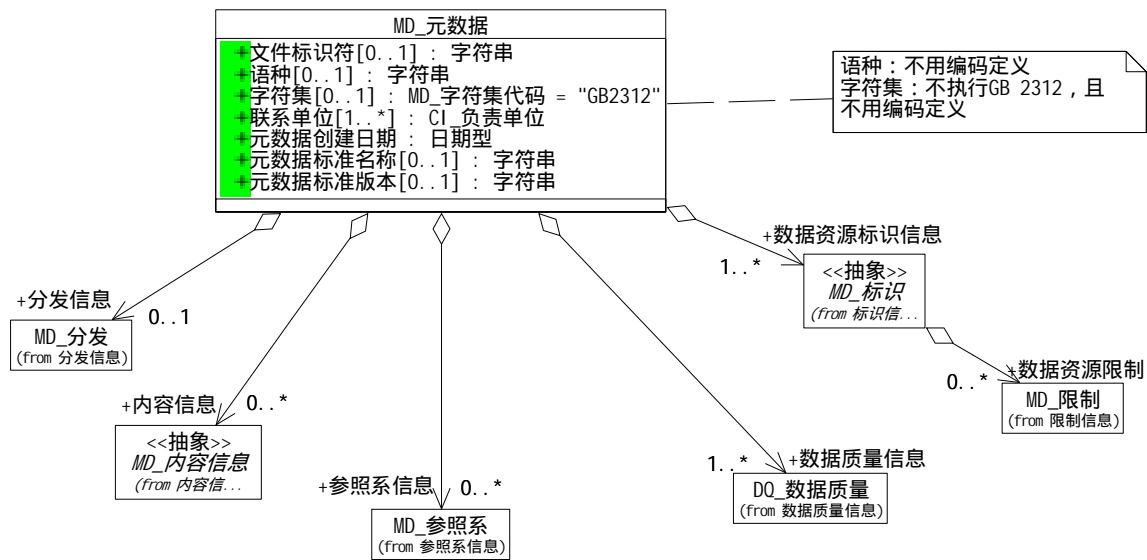 MD_元数据
+文件标识符[0..1] : 字符串
+语种[0..1] : 字符串
+字符集[0..1] : MD_字符集代码 = "GB2312"
+联系单位[1..*] : CI_负责单位
+元数据创建日期 : 日期型
+元数据标准名称[0..1] : 字符串
+元数据标准版本[0..1] : 字符串
语种：不用编码定义
字符集：不执行GB 2312，且
不用编码定义
+数据资源标识信息
1..*
<<抽象>>
MD_标识
(from 标识信...
+分发信息
0..1
MD_分发
(from 分发信息)
+数据资源限制
0..*
MD_限制
(from 限制信息)
+内容信息
0..*
<<抽象>>
MD_内容信息
(from 内容信...
+数据质量信息
1..*
DQ_数据质量
(from 数据质量信息)
+参照系信息
0..*
MD_参照系
(from 参照系信息)